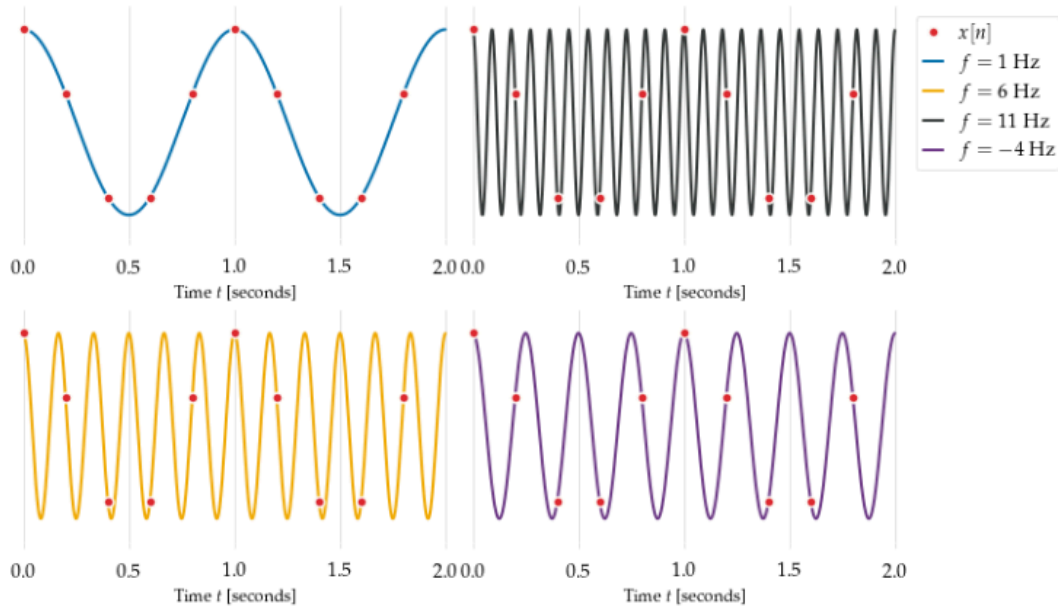 x[n]
f = 1 Hz
f = 6 Hz
f = 11 Hz
f = −4 Hz
0.0 0.5 1.0 1.5 2.0
Time t [seconds]
0.0 0.5 1.0 1.5 2.0
Time t [seconds]
0.0 0.5 1.0 1.5 2.0
Time t [seconds]
0.0 0.5 1.0 1.5 2.0
Time t [seconds]